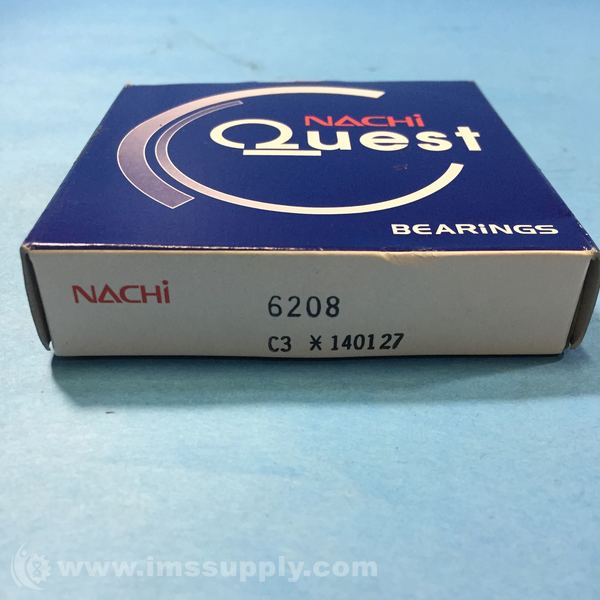 NACHi
Quest
BEARiNGS
NACHi
6208
C3 * 140127
www.imssupply.com